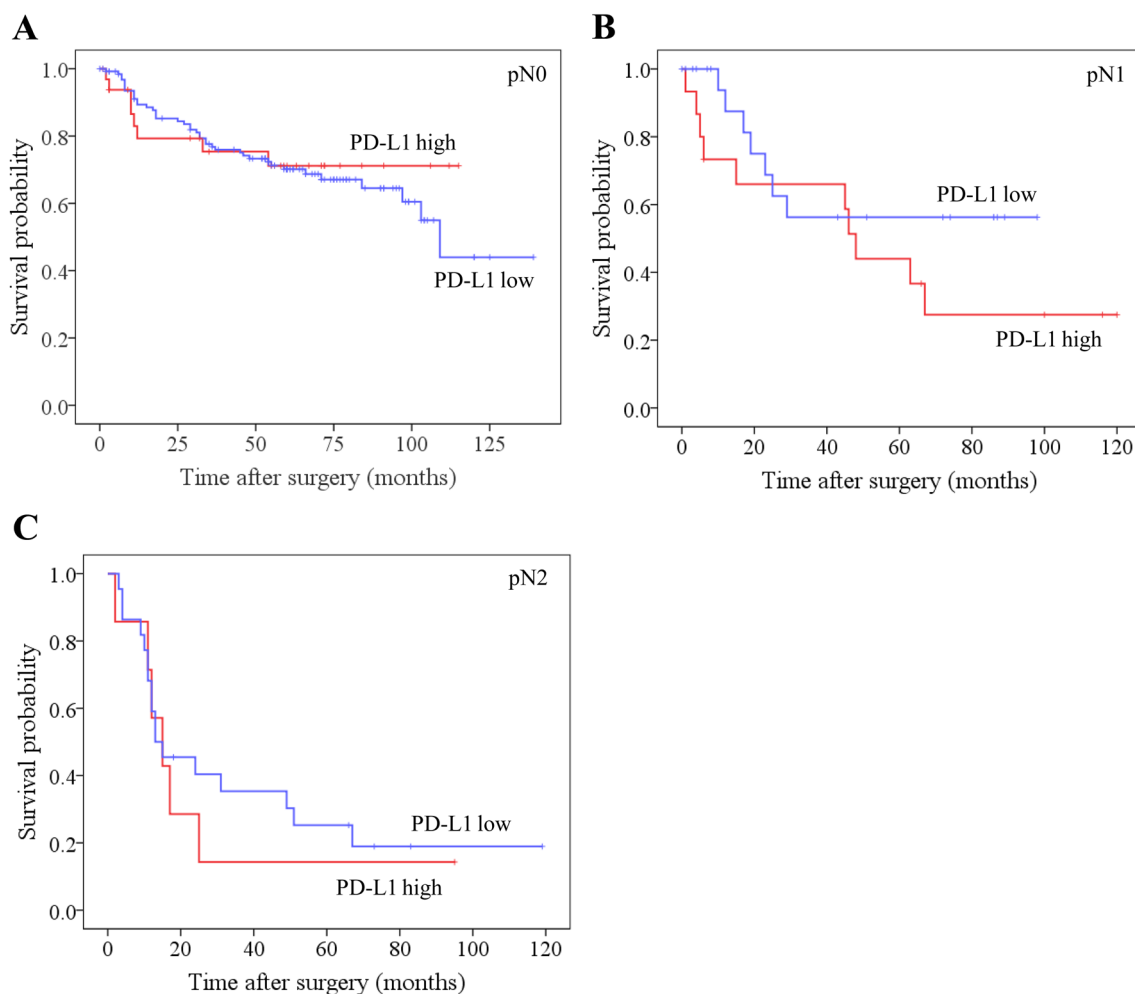 A
pN0
1.0
0.8
0.6
0.4
0.2
0.0
Survival probability
PD-L1 high
PD-L1 low
0 25 50 75 100 125
Time after surgery (months)
B
pN1
1.0
0.8
0.6
0.4
0.2
0.0
Survival probability
PD-L1 low
PD-L1 high
0 20 40 60 80 100 120
Time after surgery (months)
C
pN2
1.0
0.8
0.6
0.4
0.2
0.0
Survival probability
PD-L1 low
PD-L1 high
0 20 40 60 80 100 120
Time after surgery (months)